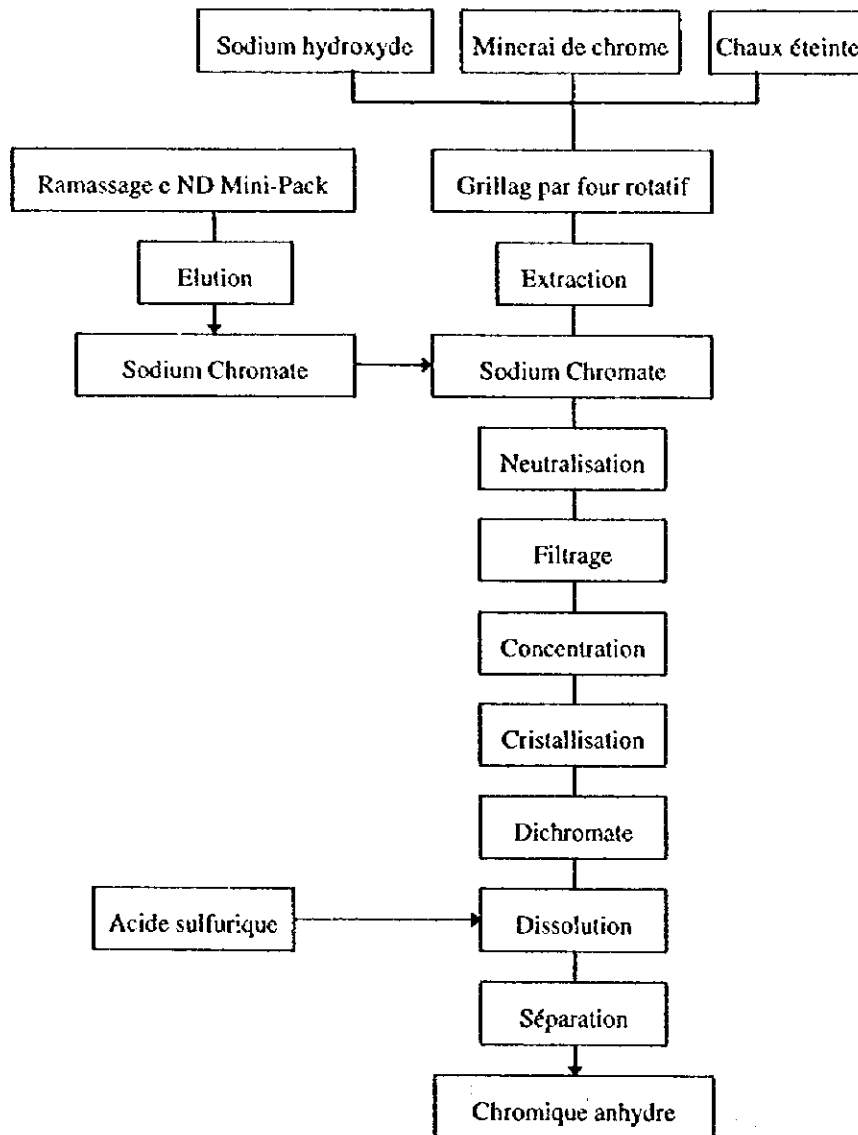 Sodium hydroxyde
Minerai de chrome
Chaux éteinte
Ramassage c ND Mini-Pack
Grillag par four rotatif
Elution
Extraction
Sodium Chromate
Sodium Chromate
Neutralisation
Filtrage
Concentration
Cristallisation
Dichromate
Acide sulfurique
Dissolution
Séparation
Chromique anhydre